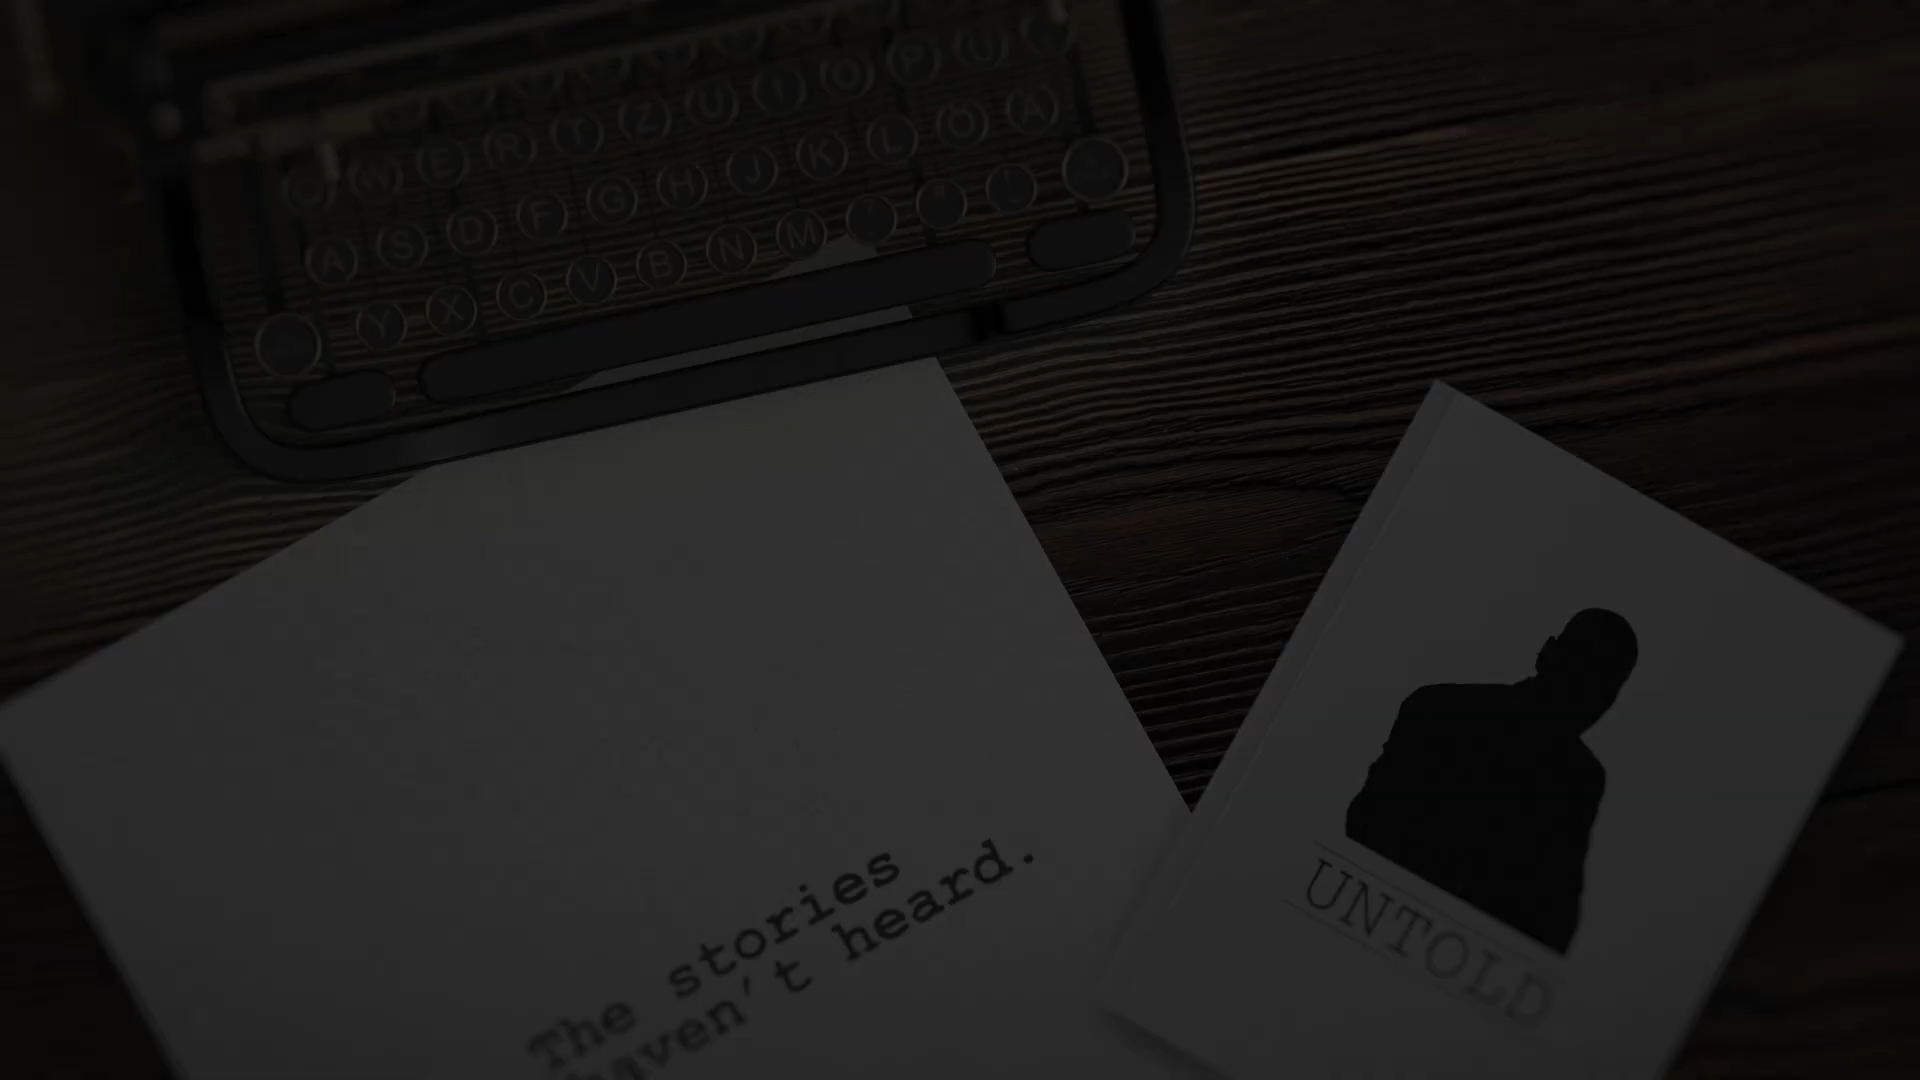 Q W E R T Z U I O P Ü
A S D F G H J K L Ö Ä
Y X C V B N M ?
The stories
haven't heard.
UNTOLD